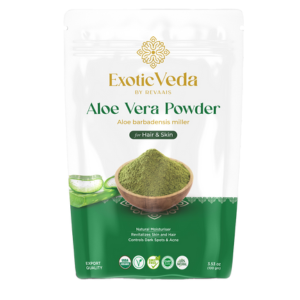 ExoticVeda
BY DEVAAIS
Aloe Vera Powder
Aloe barbadensis miller
for Hair & Skin
Natural Moisturiser
Revitalizes Skin and Hair
Controls Dark Spots & Acne
EXPORT
QUALITY